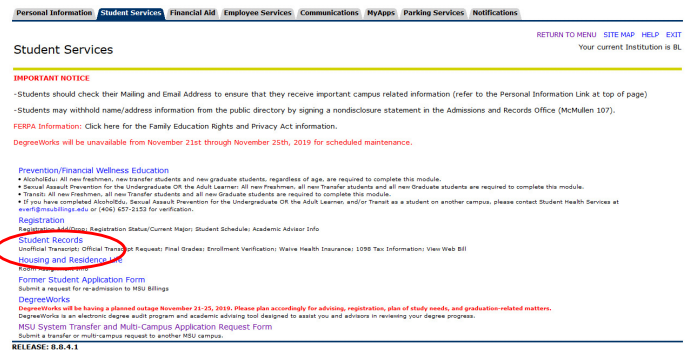 Personal Information Student Services Financial Aid Employee Services Communications MyApps Parking Services Notifications
RETURN TO MENU SITE MAP HELP EXIT
Student Services
Your current Institution is BL
IMPORTANT NOTICE
-Students should check their Mailing and Email Address to ensure that they receive important campus related information (refer to the Personal Information Link at top of page)
-Students may withhold name/address information from the public directory by signing a nondisclosure statement in the Admissions and Records Office (McMullen 107).
FERPA Information: Click here for the Family Education Rights and Privacy Act information.
DegreeWorks will be unavailable from November 21st through November 25th, 2019 for scheduled maintenance.
Prevention/Financial Wellness Education
• AlcoholEdu: All new freshmen, new transfer students and new graduate students, regardless of age, are required to complete this module.
• Sexual Assault Prevention for the Undergraduate OR the Adult Learner: All new Freshmen, all new Transfer students and all new Graduate students are required to complete this module.
• Transit: All new Freshmen, all new Transfer students and all new Graduate students are required to complete this module.
• If you have completed AlcoholEdu, Sexual Assault Prevention for the Undergraduate OR the Adult Learner, and/or Transit as a student on another campus, please contact Student Health Services at
everfi@msubillings.edu or (406) 657-2153 for verification.
Registration
Registration Add/Drop; Registration Status/Current Major; Student Schedule; Academic Advisor Info
Student Records
Unofficial Transcript; Official Transcript Request; Final Grades; Enrollment Verification; Waive Health Insurance; 1098 Tax Information; View Web Bill
Housing and Residence Life
Room Assignment Info
Former Student Application Form
Submit a request for re-admission to MSU Billings
DegreeWorks
DegreeWorks will be having a planned outage November 21-25, 2019. Please plan accordingly for advising, registration, plan of study needs, and graduation-related matters.
DegreeWorks is an electronic degree audit program and academic advising tool designed to assist you and advisors in reviewing your degree progress.
MSU System Transfer and Multi-Campus Application Request Form
Submit a transfer or multi-campus request to another MSU campus.
RELEASE: 8.8.4.1